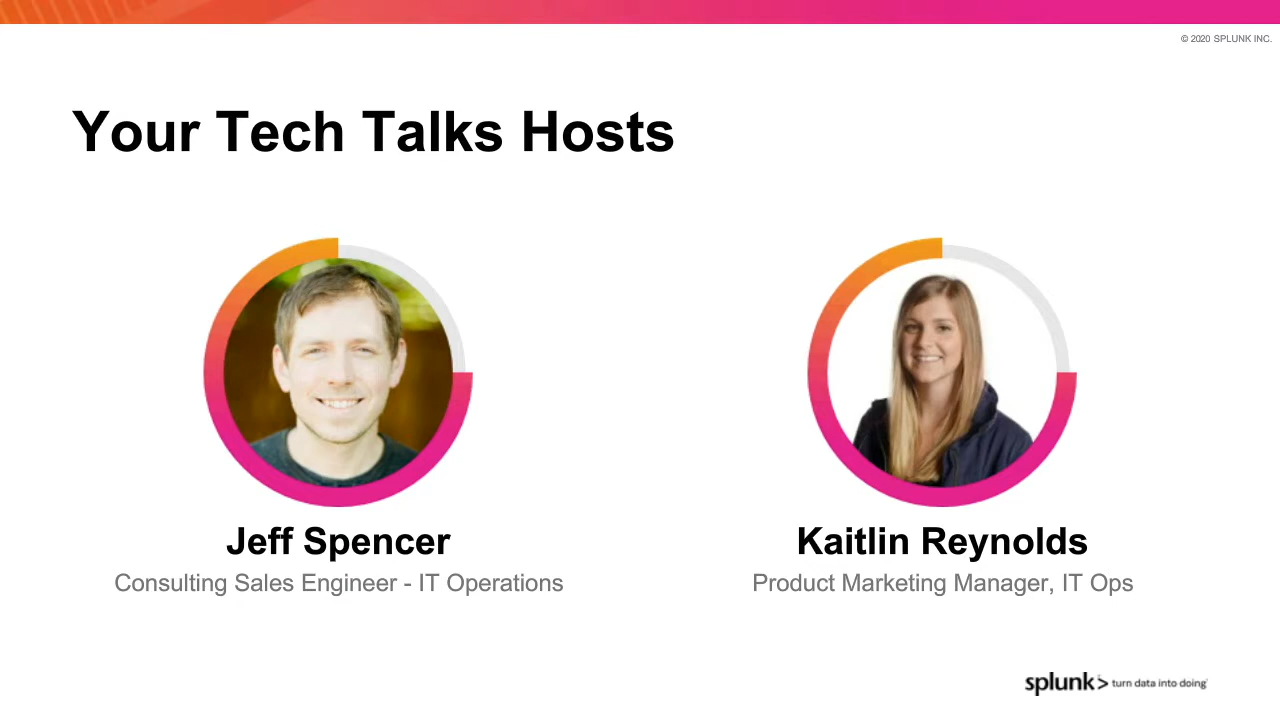 © 2020 SPLUNK INC.
Your Tech Talks Hosts
Jeff Spencer
Consulting Sales Engineer - IT Operations
Kaitlin Reynolds
Product Marketing Manager, IT Ops
splunk> turn data into doing